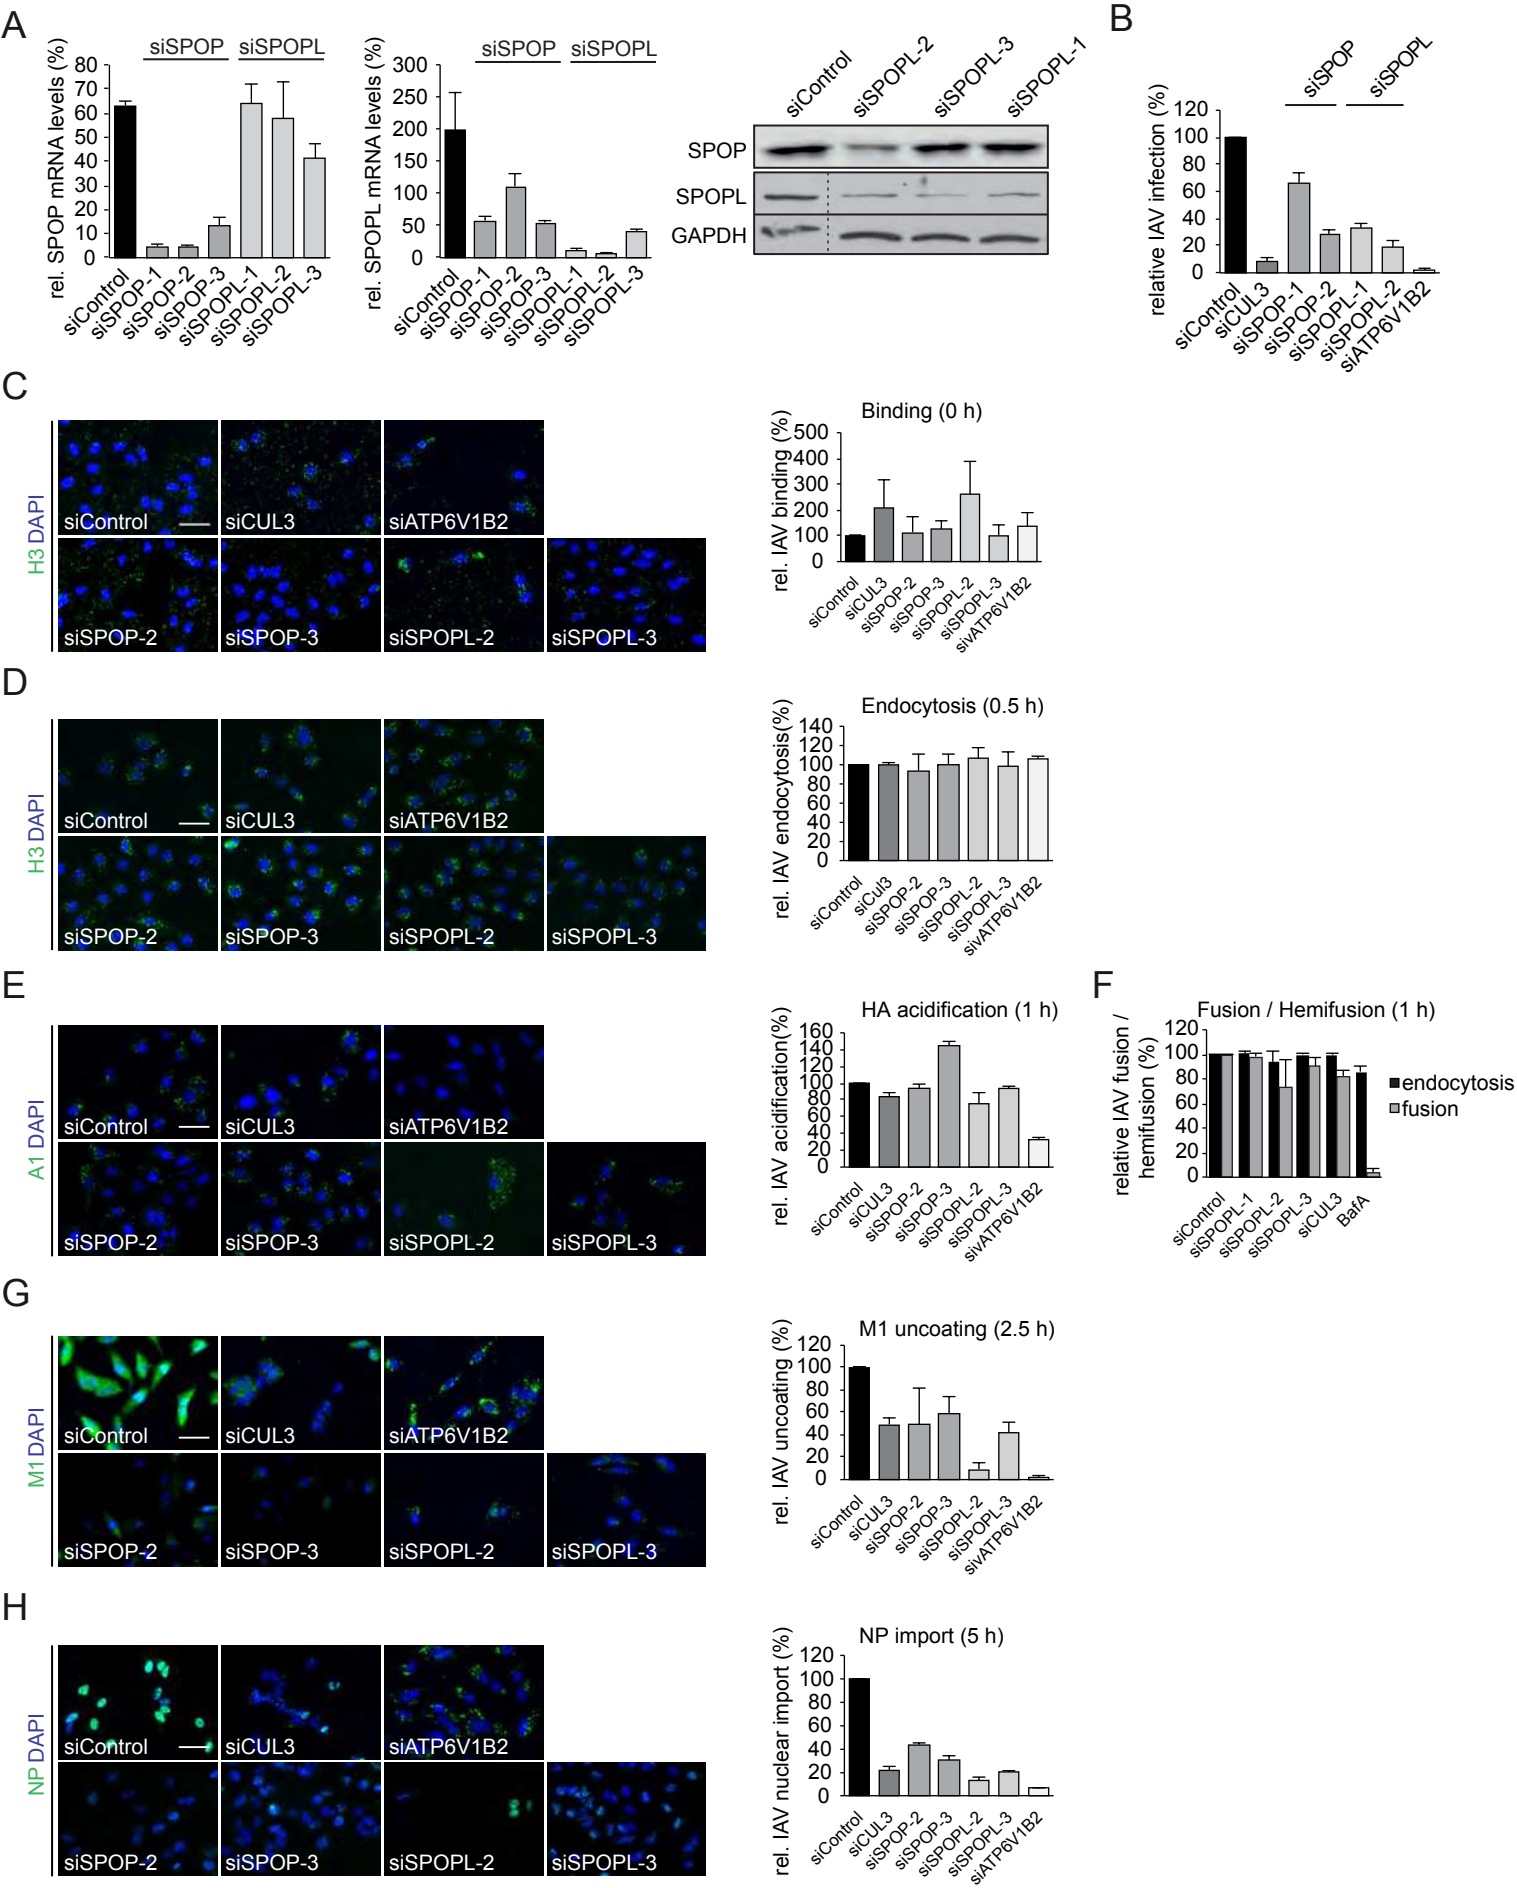 A
siSPOP
siSPOPL
rel. SPOP mRNA levels (%)
80
70
60
50
40
30
20
10
0
siControl
siSPOP-1
siSPOP-2
siSPOP-3
siSPOPL-1
siSPOPL-2
siSPOPL-3
siSPOP
siSPOPL
rel. SPOPL mRNA levels (%)
300
250
200
150
100
50
0
siControl
siSPOP-1
siSPOP-2
siSPOP-3
siSPOPL-1
siSPOPL-2
siSPOPL-3
siControl
siSPOPL-2
siSPOPL-3
siSPOPL-1
SPOP
SPOPL
GAPDH
B
siSPOP
siSPOPL
relative IAV infection (%)
120
100
80
60
40
20
0
siControl
siCUL3
siSPOP-1
siSPOP-2
siSPOPL-1
siSPOPL-2
siATP6V1B2
C
H3 DAPI
siControl
siCUL3
siATP6V1B2
siSPOP-2
siSPOP-3
siSPOPL-2
siSPOPL-3
Binding (0 h)
rel. IAV binding (%)
500
400
300
200
100
0
siControl
siCUL3
siSPOP-2
siSPOP-3
siSPOPL-2
siSPOPL-3
sivATP6V1B2
D
H3 DAPI
siControl
siCUL3
siATP6V1B2
siSPOP-2
siSPOP-3
siSPOPL-2
siSPOPL-3
Endocytosis (0.5 h)
rel. IAV endocytosis(%)
140
120
100
80
60
40
20
0
siControl
siCul3
siSPOP-2
siSPOP-3
siSPOPL-2
siSPOPL-3
sivATP6V1B2
E
A1 DAPI
siControl
siCUL3
siATP6V1B2
siSPOP-2
siSPOP-3
siSPOPL-2
siSPOPL-3
HA acidification (1 h)
rel. IAV acidification(%)
160
140
120
100
80
60
40
20
0
siControl
siCUL3
siSPOP-2
siSPOP-3
siSPOPL-2
siSPOPL-3
sivATP6V1B2
F
Fusion / Hemifusion (1 h)
relative IAV fusion /
hemifusion (%)
120
100
80
60
40
20
0
siControl
siSPOPL-1
siSPOPL-2
siSPOPL-3
siCUL3
BafA
endocytosis
fusion
G
M1 DAPI
siControl
siCUL3
siATP6V1B2
siSPOP-2
siSPOP-3
siSPOPL-2
siSPOPL-3
M1 uncoating (2.5 h)
rel. IAV uncoating (%)
120
100
80
60
40
20
0
siControl
siCUL3
siSPOP-2
siSPOP-3
siSPOPL-2
siSPOPL-3
sivATP6V1B2
H
NP DAPI
siControl
siCUL3
siATP6V1B2
siSPOP-2
siSPOP-3
siSPOPL-2
siSPOPL-3
NP import (5 h)
rel. IAV nuclear import (%)
120
100
80
60
40
20
0
siControl
siCUL3
siSPOP-2
siSPOP-3
siSPOPL-2
siSPOPL-3
siATP6V1B2